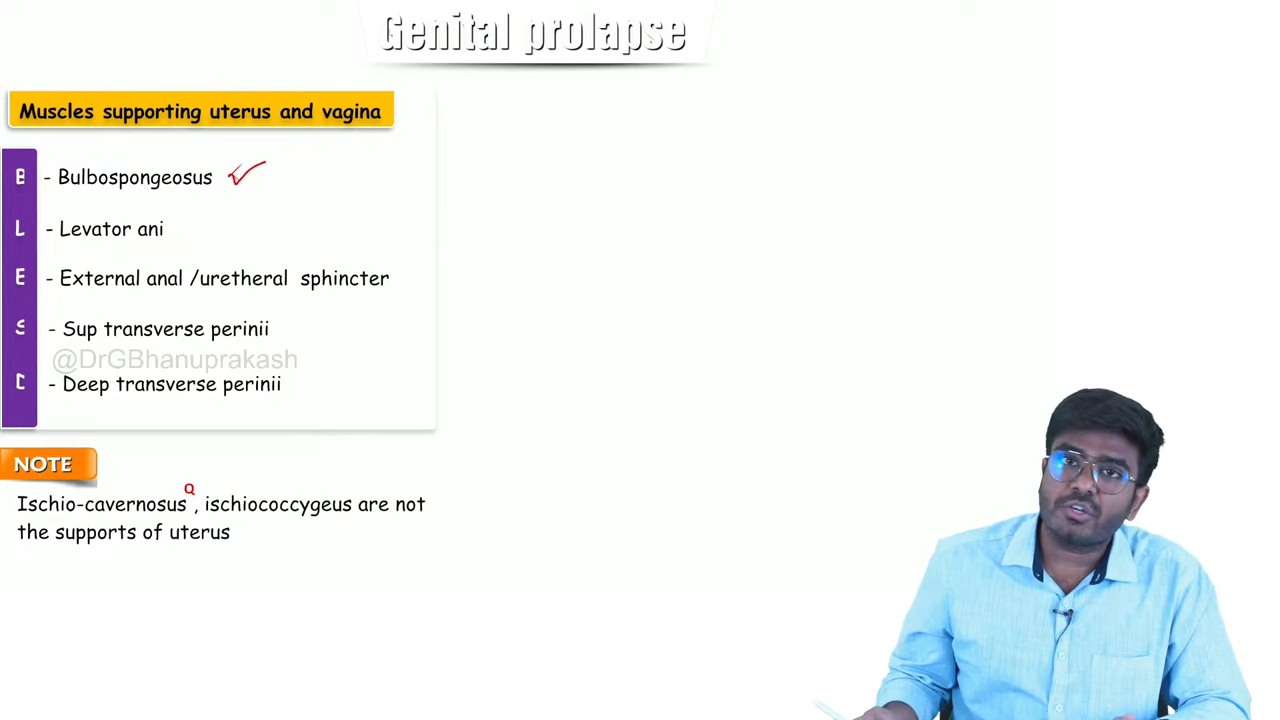 Genital prolapse
Muscles supporting uterus and vagina
B - Bulbospongeosus
L - Levator ani
E - External anal /uretheral sphincter
S - Sup transverse perinii
@DrGBhanuprakash
D - Deep transverse perinii
NOTE
Ischio-cavernosus Q, ischiococcygeus are not
the supports of uterus